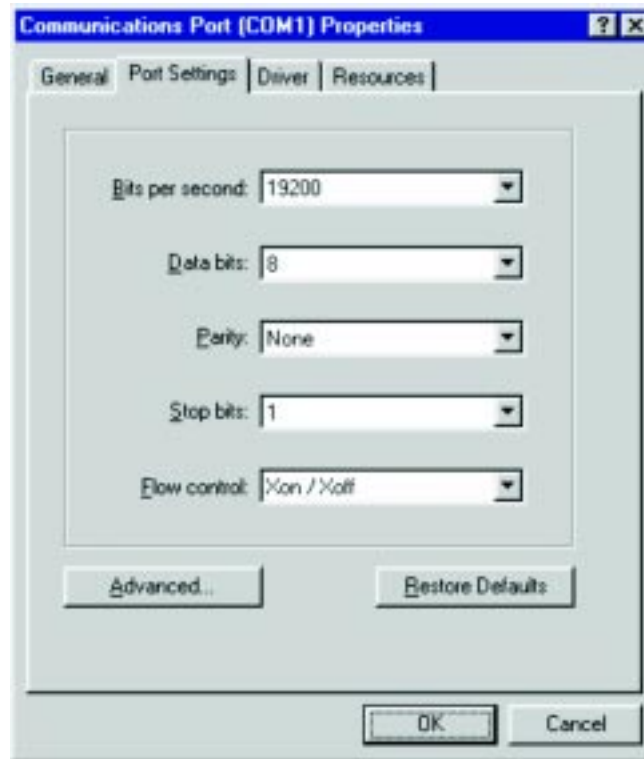 Communications Port (COM1) Properties
General Port Settings Driver Resources
Bits per second: 19200
Data bits: 8
Parity: None
Stop bits: 1
Flow control: Xon / Xoff
Advanced... Restore Defaults
OK Cancel